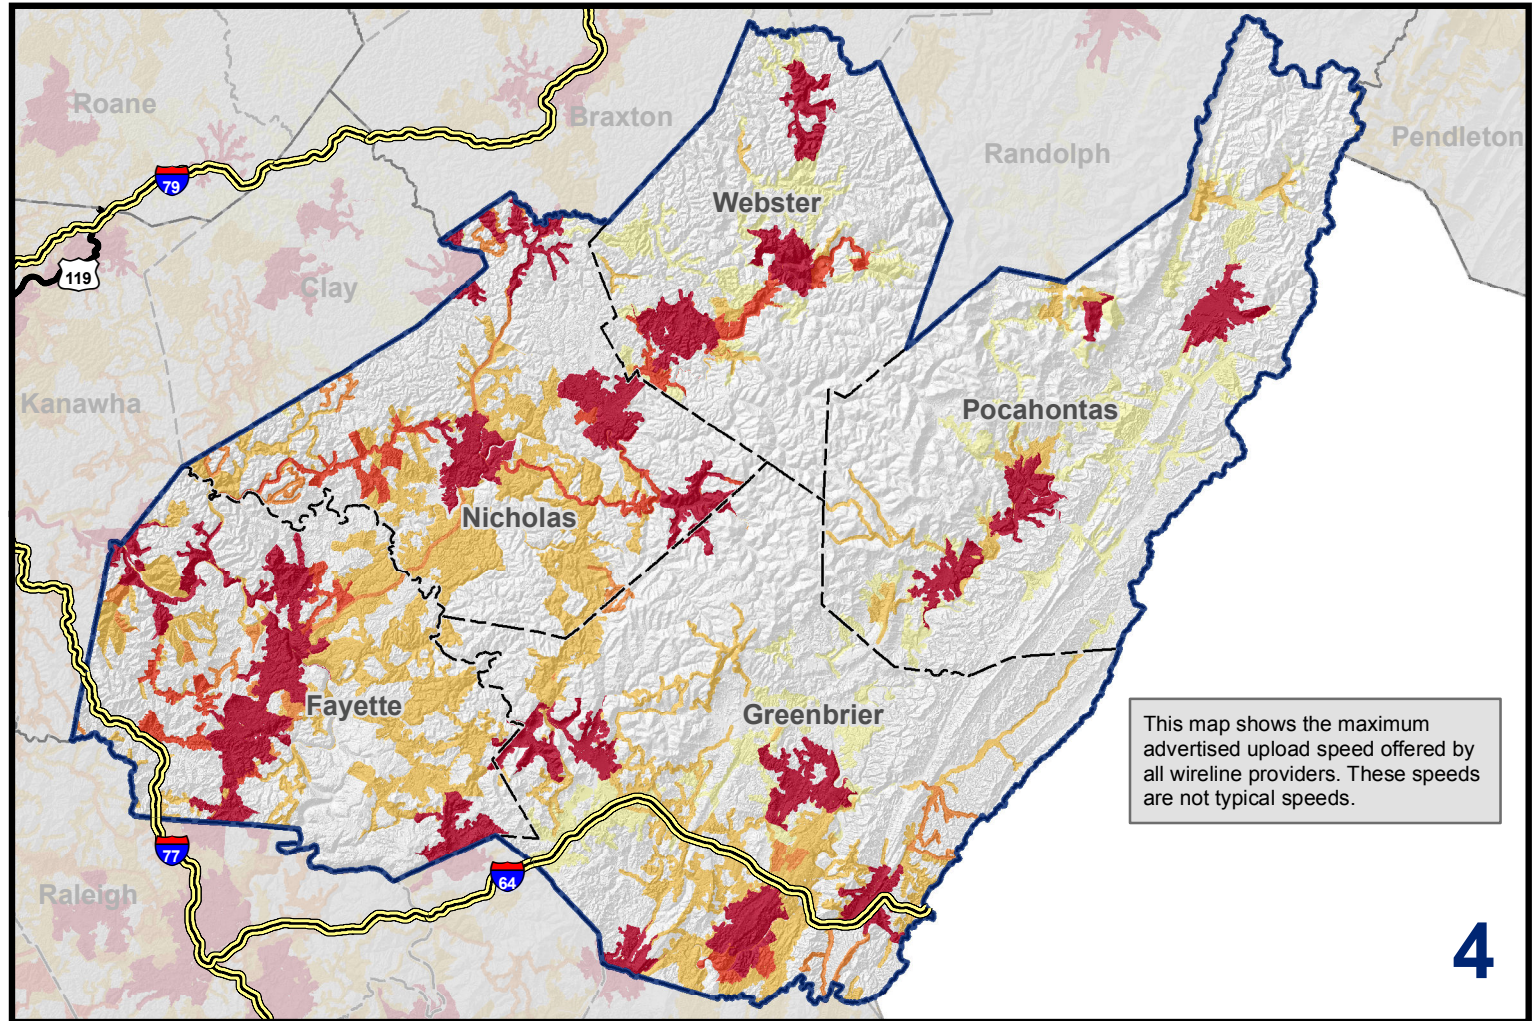 Roane
Braxton
Randolph
Pendleton
79
Webster
119
Clay
Kanawha
Pocahontas
Nicholas
Fayette
Greenbrier
This map shows the maximum
advertised upload speed offered by
all wireline providers. These speeds
are not typical speeds.
77
64
Raleigh
4